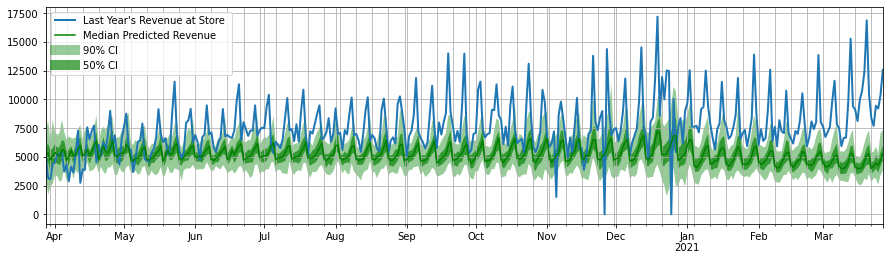 17500
15000
12500
10000
7500
5000
2500
0
Last Year's Revenue at Store
Median Predicted Revenue
90% CI
50% CI
Apr May Jun Jul Aug Sep Oct Nov Dec Jan Feb Mar
2021